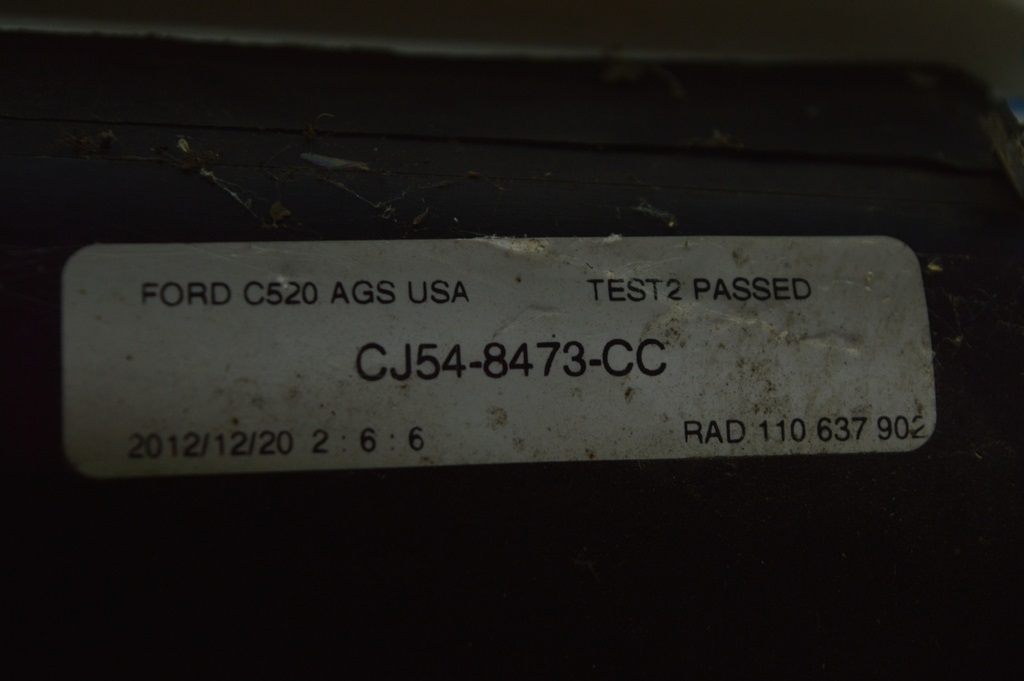 FORD C520 AGS USA TEST2 PASSED
CJ54-8473-CC
2012/12/20 2 : 6 : 6 RAD 110 637 902